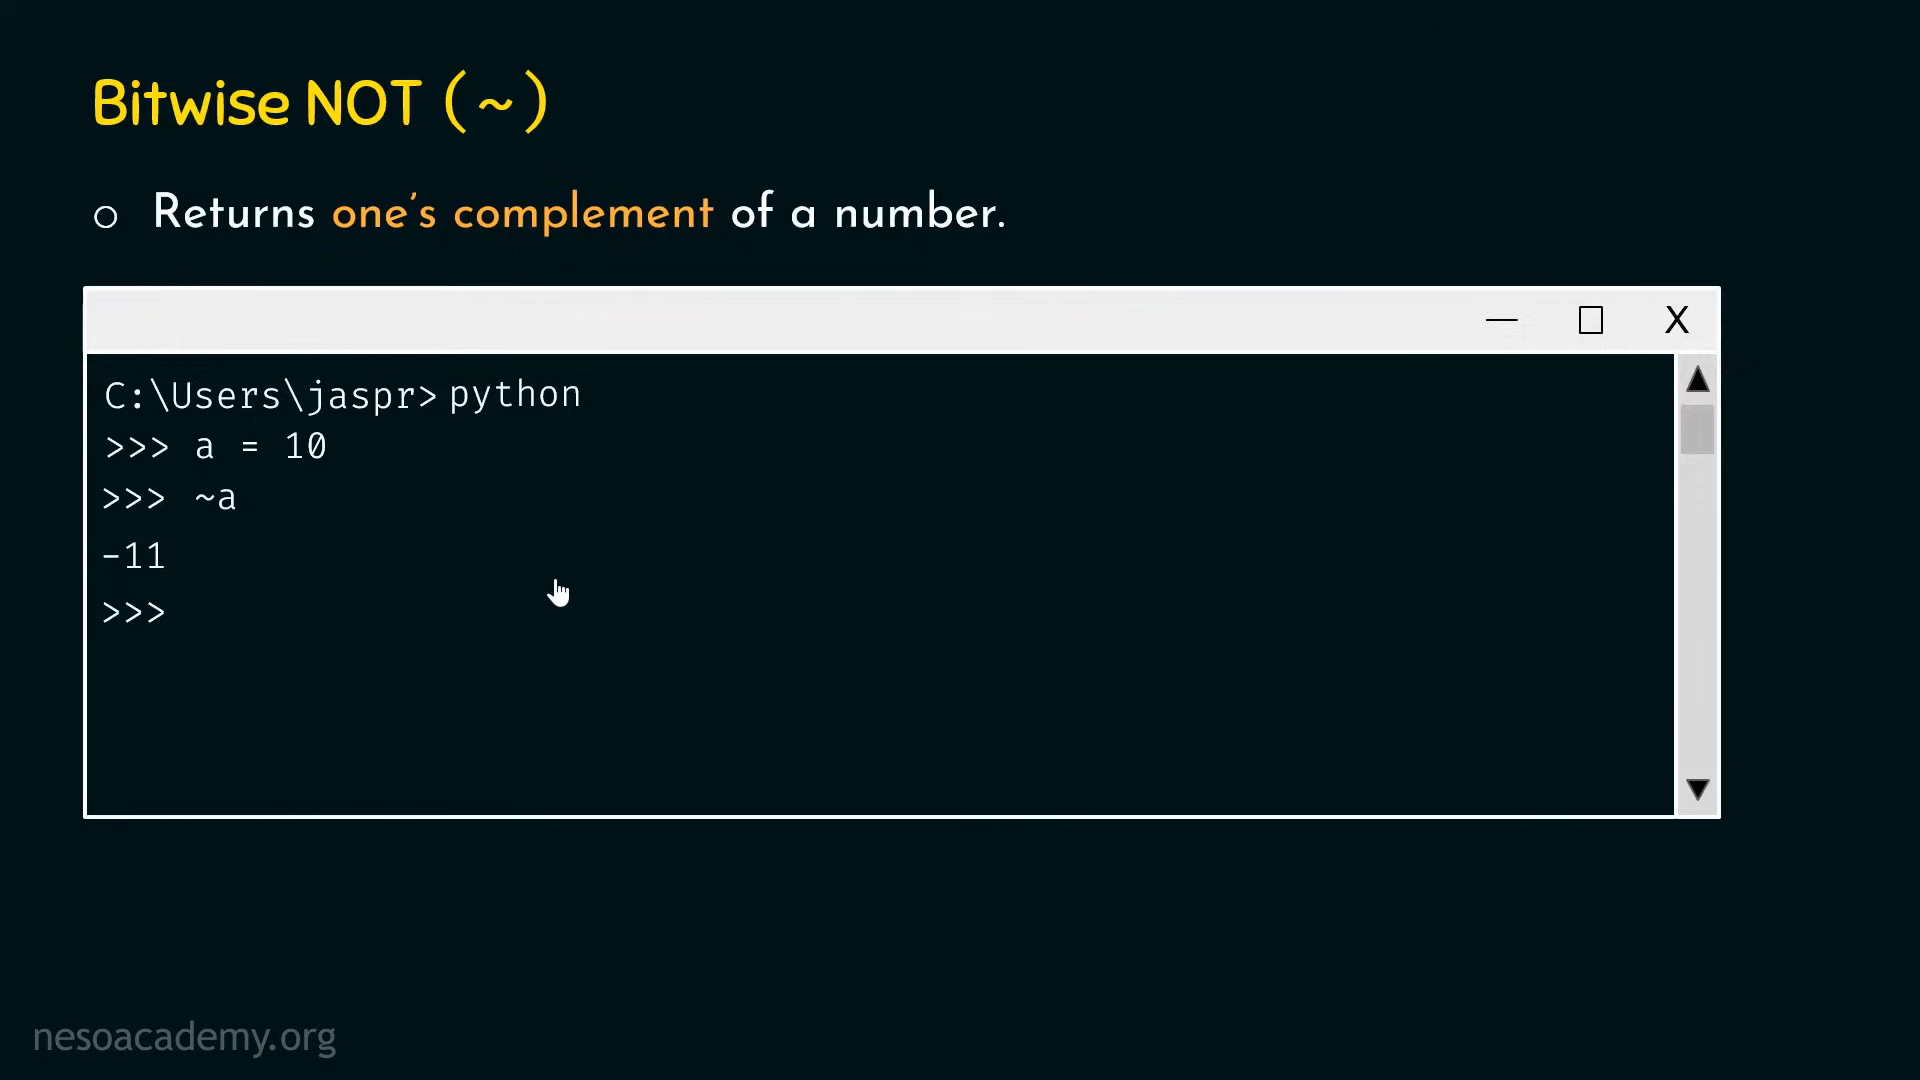 Bitwise NOT (~)
Returns one's complement of a number.
X
C:\Users\jaspr> python
>>> a = 10
>>> ~a
-11
>>>
nesoacademy.org